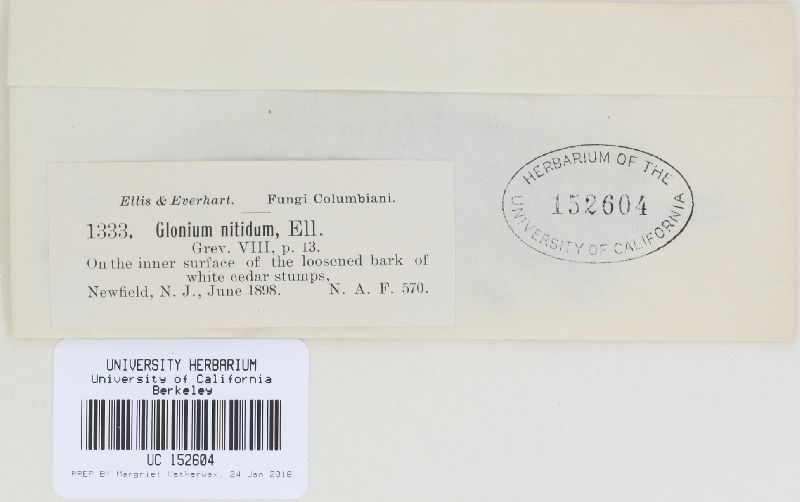 Ellis & Everhart. Fungi Columbiani.
1333. Glonium nitidum, Ell.
Grev. VIII, p. 13.
On the inner surface of the loosened bark of
white cedar stumps,
Newfield, N. J., June 1898. N. A. F. 570.
HERBARIUM OF THE
152604
UNIVERSITY OF CALIFORNIA
UNIVERSITY HERBARIUM
University of California
Berkeley
UC 152604
PREP BY Margriet Wetherwax, 24 Jan 2018